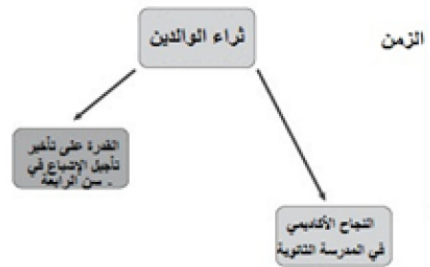 ثراء الوالدين
الزمن
القدرة على تأخير
تأجيل الإشباع في
سن الرابعة -
النجاح الأكاديمي
في المدرسة الثانوية